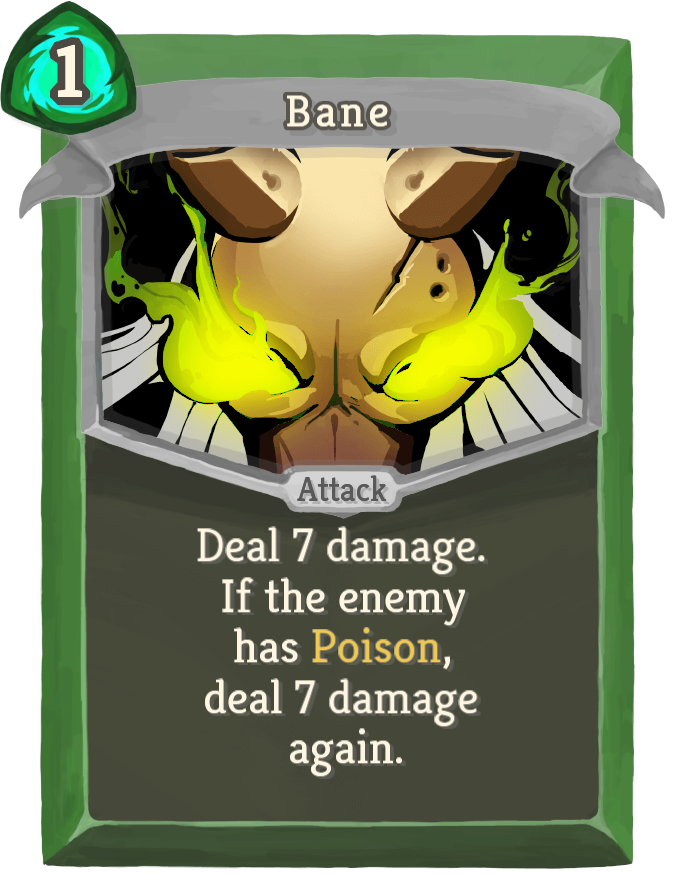 1
Bane
Attack
Deal 7 damage.
If the enemy
has Poison,
deal 7 damage
again.